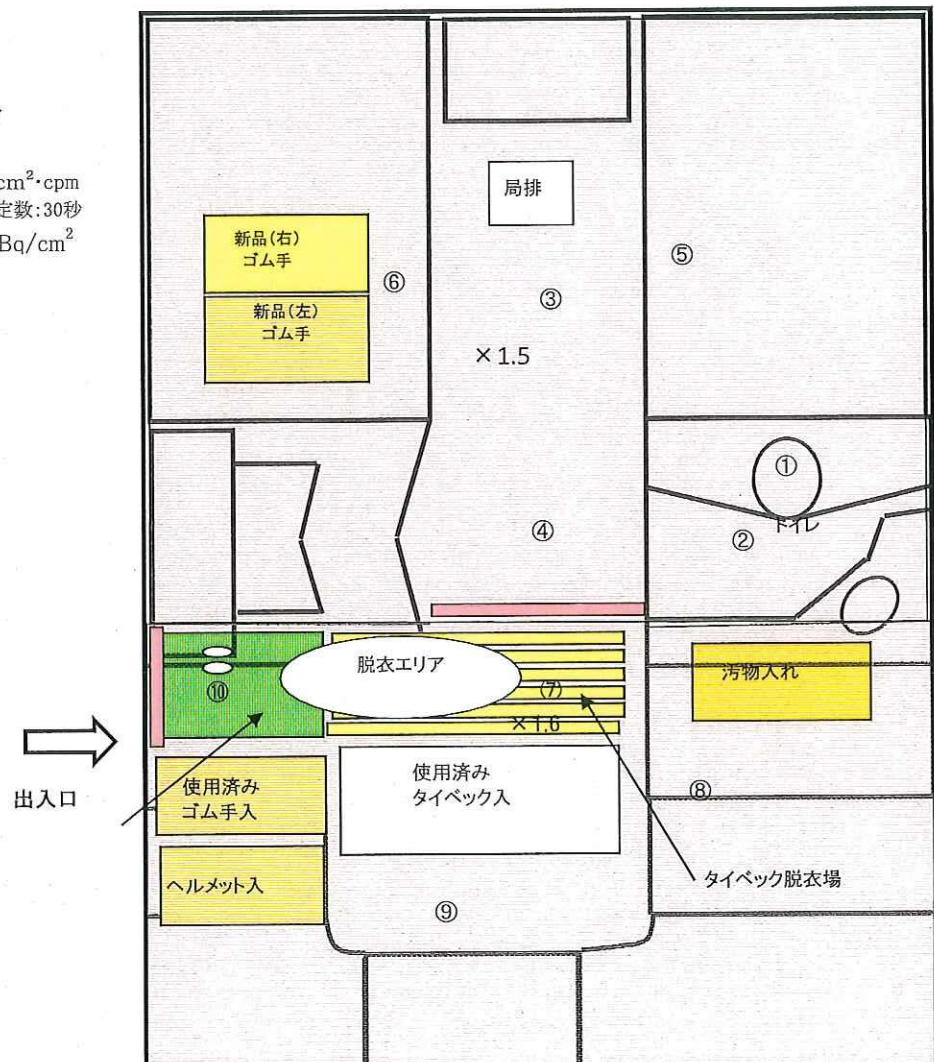 cm²・cpm
定数:30秒
Bq/cm²
局排
新品(右)
ゴム手
新品(左)
ゴム手
⑥
③
⑤
×1.5
①
トイレ
②
④
脱衣エリア
⑦
×1.6
⑩
汚物入れ
出入口
使用済み
ゴム手入
使用済み
タイベック入
⑧
ヘルメット入
タイベック脱衣場
⑨